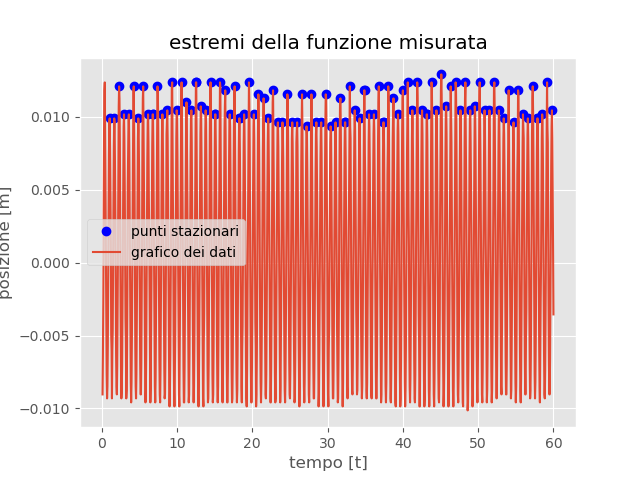 estremi della funzione misurata
posizione [m]
0.010
0.005
0.000
−0.005
−0.010
punti stazionari
grafico dei dati
0
10
20
30
40
50
60
tempo [t]